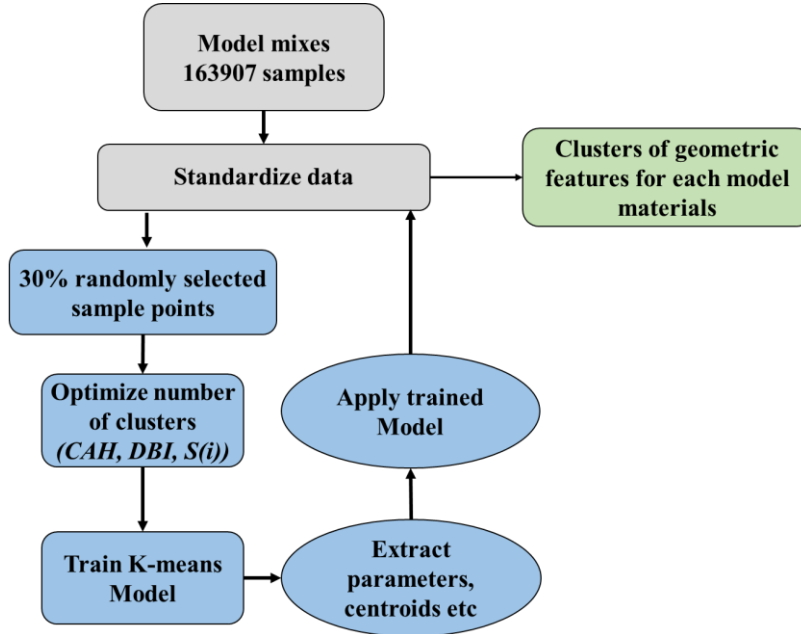 Model mixes
163907 samples
Standardize data
Clusters of geometric
features for each model
materials
30% randomly selected
sample points
Optimize number
of clusters
(CAH, DBI, S(i))
Apply trained
Model
Train K-means
Model
Extract
parameters,
centroids etc